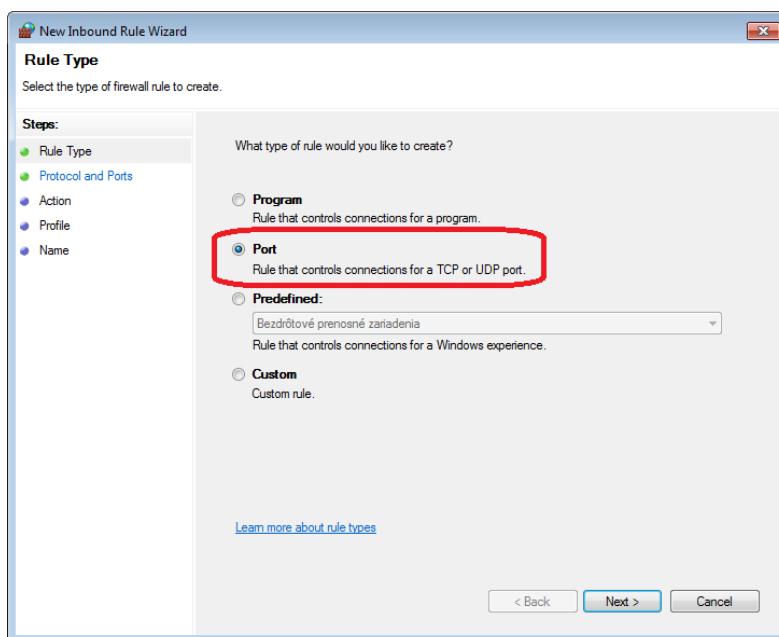 New Inbound Rule Wizard
Rule Type
Select the type of firewall rule to create.
Steps:
Rule Type
Protocol and Ports
Action
Profile
Name
What type of rule would you like to create?
Program
Rule that controls connections for a program.
Port
Rule that controls connections for a TCP or UDP port.
Predefined:
Bezdrôtové prenosné zariadenia
Rule that controls connections for a Windows experience.
Custom
Custom rule.
Learn more about rule types
< Back Next > Cancel